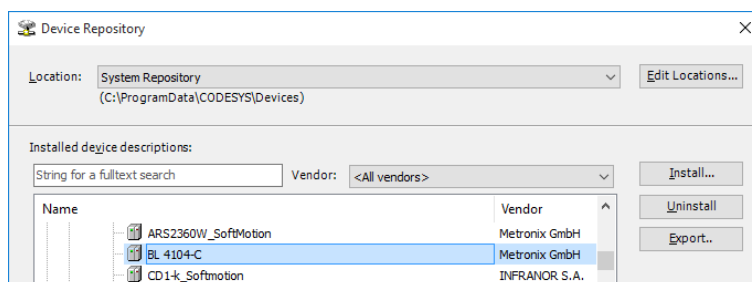 Device Repository
Location: System Repository Edit Locations...
(C:\ProgramData\CODESYS\Devices)
Installed device descriptions:
String for a fulltext search Vendor: <All vendors> Install...
Name Vendor Uninstall
ARS2360W_SoftMotion Metronix GmbH
BL 4104-C Metronix GmbH Export..
CD1-k_Softmotion INFRANOR S.A.